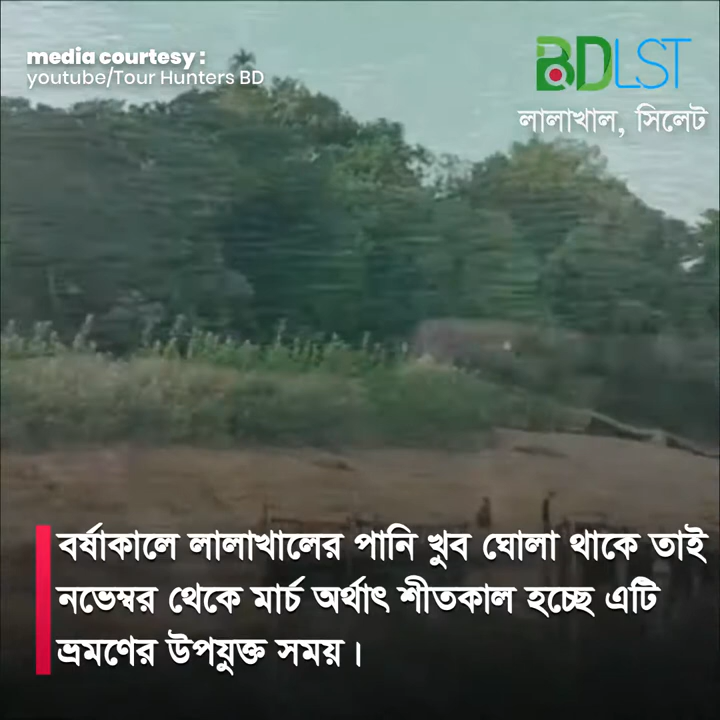 media courtesy :
youtube/Tour Hunters BD
BDLST
লালাখাল, সিলেট
বর্ষাকালে লালাখালের পানি খুব ঘোলা থাকে তাই
নভেম্বর থেকে মার্চ অর্থাৎ শীতকাল হচ্ছে এটি
ভ্রমণের উপযুক্ত সময়।